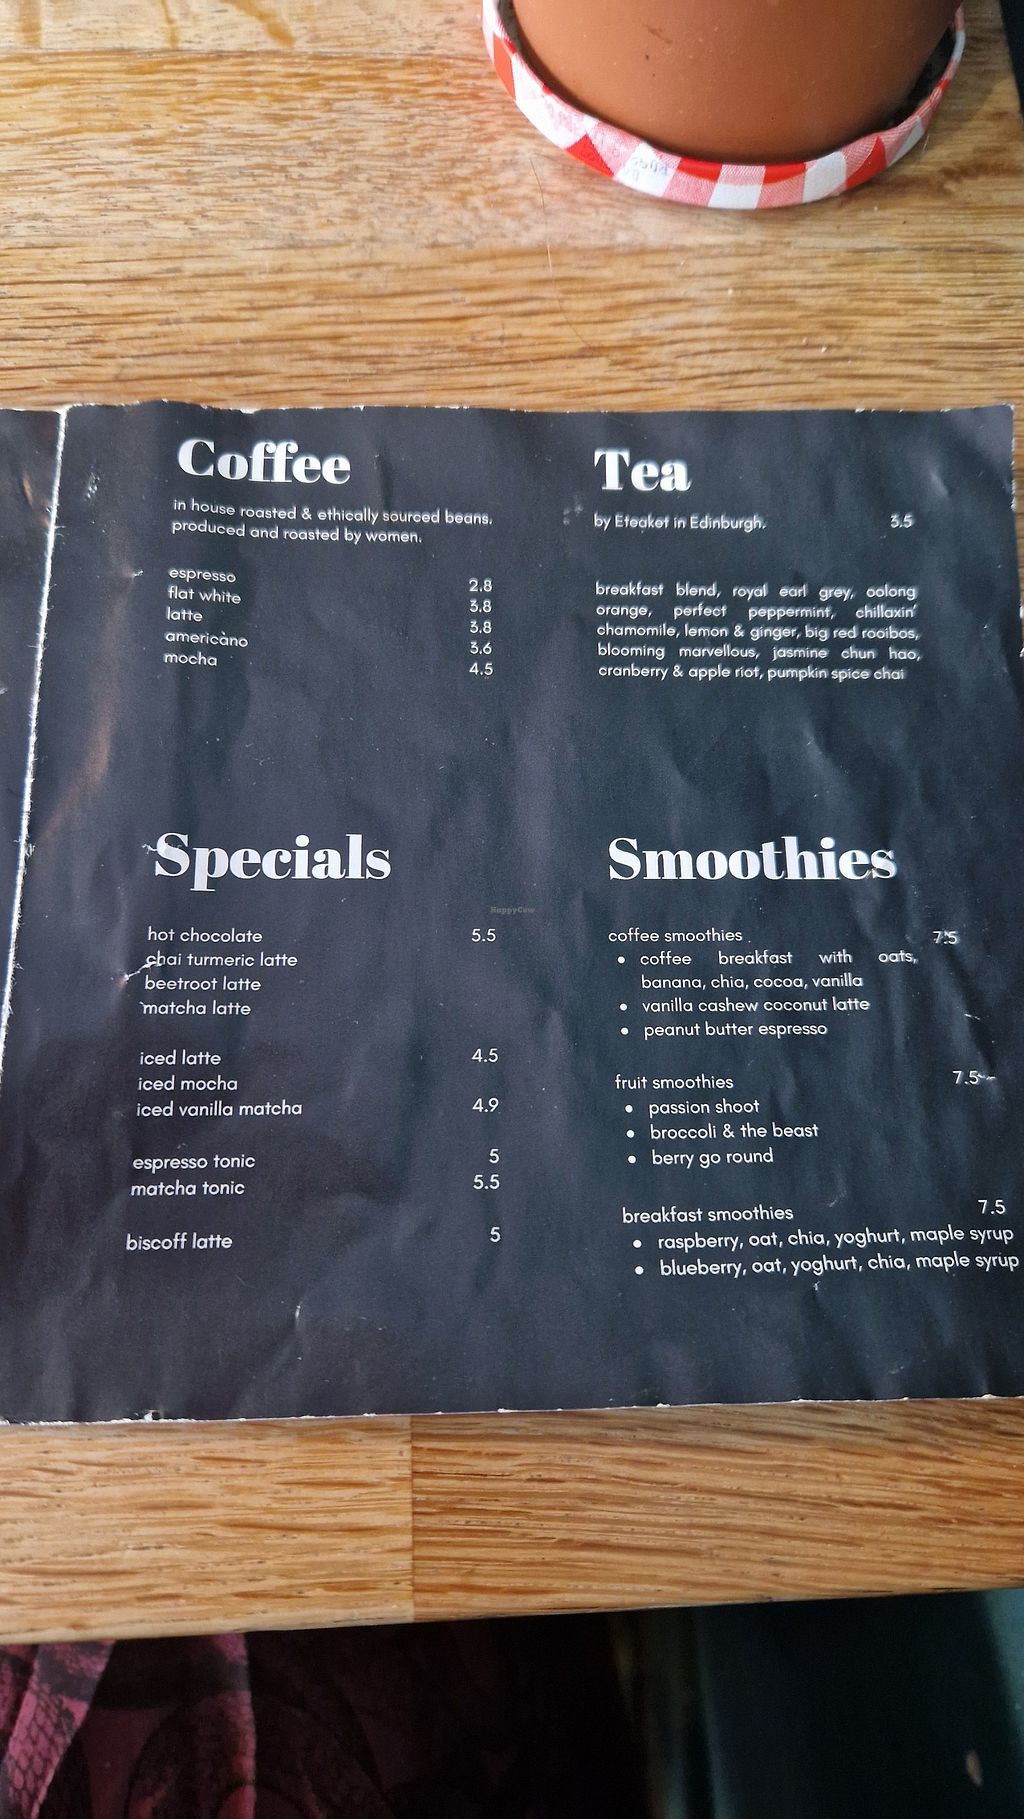 Coffee
in house roasted & ethically sourced beans.
produced and roasted by women.
espresso 2.8
flat white 3.8
latte 3.8
americano 3.6
mocha 4.5
Tea
by Eteaket in Edinburgh. 3.5
breakfast blend, royal earl grey, oolong
orange, perfect peppermint, chillaxin'
chamomile, lemon & ginger, big red rooibos,
blooming marvellous, jasmine chun hao,
cranberry & apple riot, pumpkin spice chai
Specials
hot chocolate 5.5
chai turmeric latte
beetroot latte
matcha latte
iced latte 4.5
iced mocha
iced vanilla matcha 4.9
espresso tonic 5
matcha tonic 5.5
biscoff latte 5
HappyCow
Smoothies
coffee smoothies 7.5
• coffee breakfast with oats,
banana, chia, cocoa, vanilla
• vanilla cashew coconut latte
• peanut butter espresso
fruit smoothies 7.5
• passion shoot
• broccoli & the beast
• berry go round
breakfast smoothies 7.5
• raspberry, oat, chia, yoghurt, maple syrup
• blueberry, oat, yoghurt, chia, maple syrup